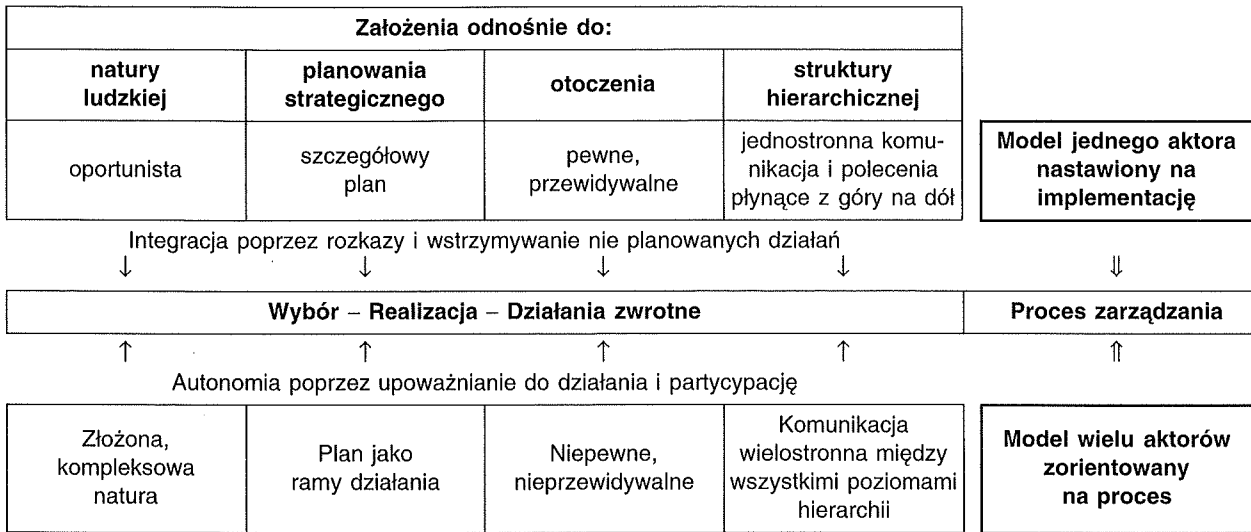 Założenia odnośnie do:
natury
ludzkiej
planowania
strategicznego
otoczenia
struktury
hierarchicznej
oportunista
szczegółowy
plan
pewne,
przewidywalne
jednostronna komu-
nikacja i polecenia
płynące z góry na dół
Model jednego aktora
nastawiony na
implementację
Integracja poprzez rozkazy i wstrzymywanie nie planowanych działań
↓ ↓ ↓ ↓ ⇓
Wybór – Realizacja – Działania zwrotne
Proces zarządzania
↑ ↑ ↑ ↑ ⇑
Autonomia poprzez upoważnianie do działania i partycypację
Złożona,
kompleksowa
natura
Plan jako
ramy działania
Niepewne,
nieprzewidywalne
Komunikacja
wielostronna między
wszystkimi poziomami
hierarchii
Model wielu aktorów
zorientowany
na proces